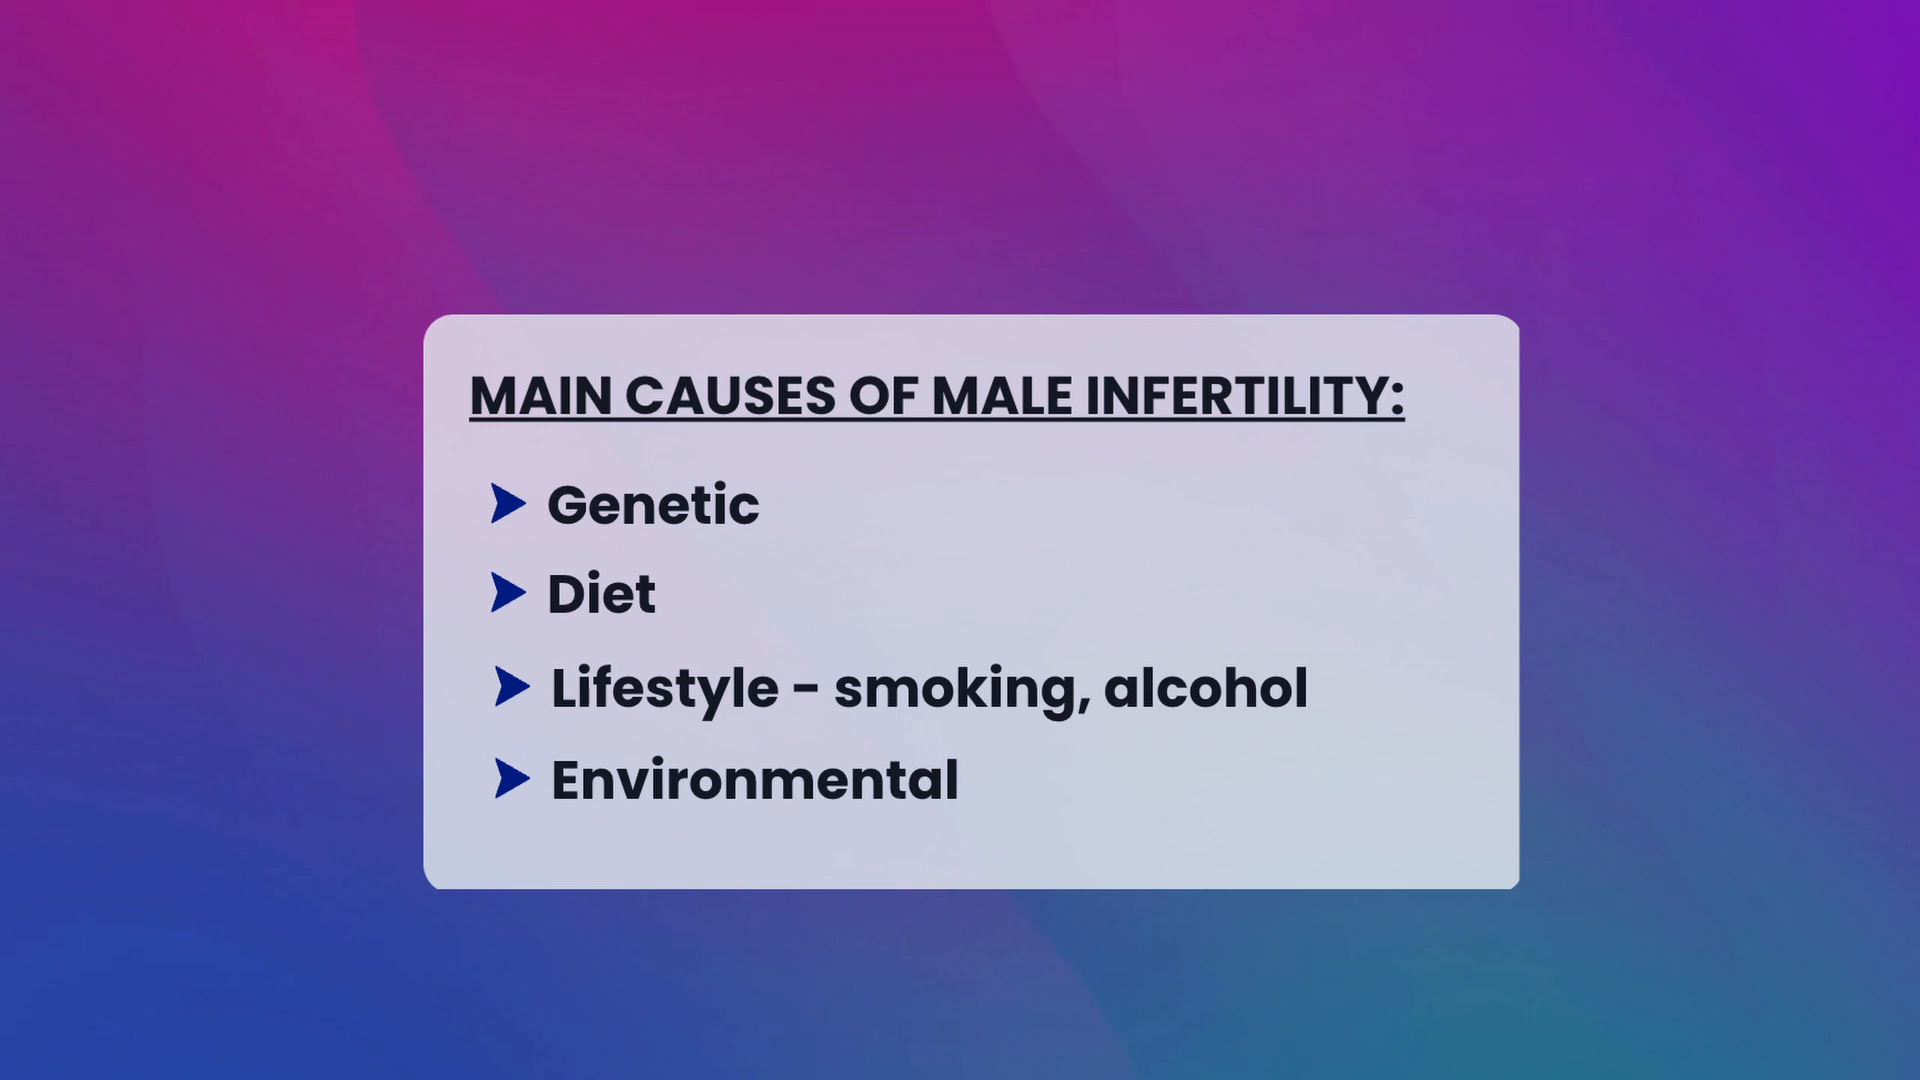 MAIN CAUSES OF MALE INFERTILITY:
Genetic
Diet
Lifestyle - smoking, alcohol
Environmental